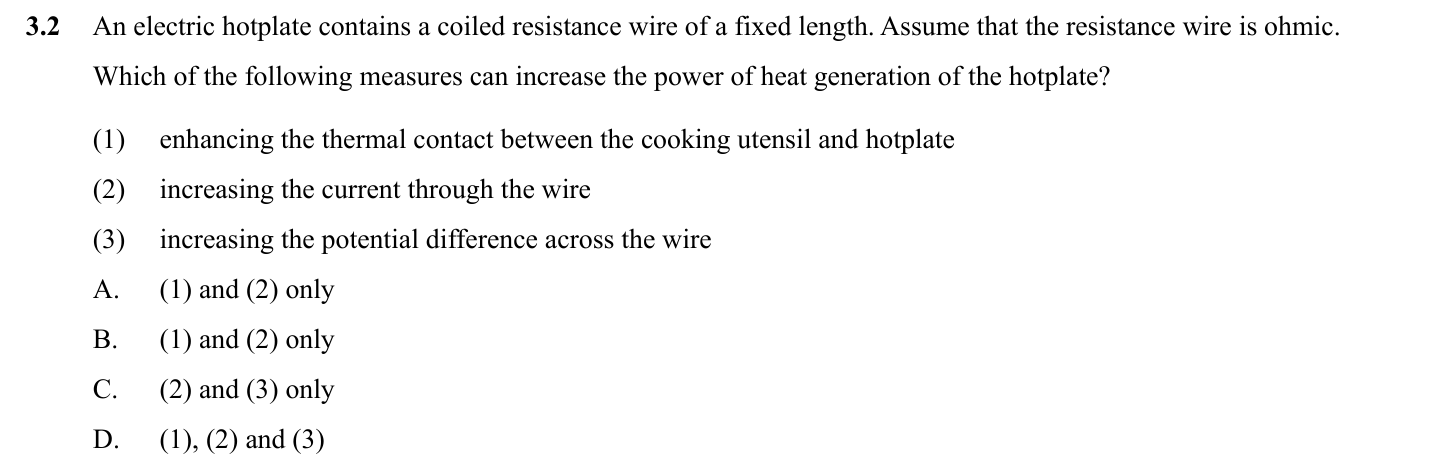 3.2 An electric hotplate contains a coiled resistance wire of a fixed length. Assume that the resistance wire is ohmic.
Which of the following measures can increase the power of heat generation of the hotplate?
(1) enhancing the thermal contact between the cooking utensil and hotplate
(2) increasing the current through the wire
(3) increasing the potential difference across the wire
A. (1) and (2) only
B. (1) and (2) only
C. (2) and (3) only
D. (1), (2) and (3)